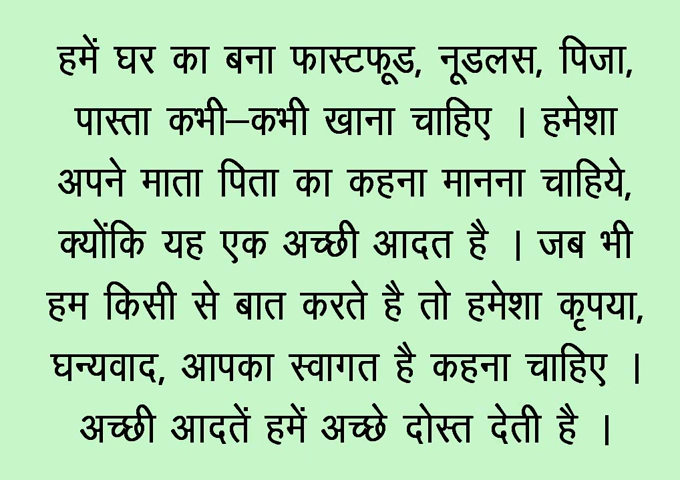 हमें घर का बना फास्टफूड, नूडलस, पिजा,
पास्ता कभी–कभी खाना चाहिए । हमेशा
अपने माता पिता का कहना मानना चाहिये,
क्योंकि यह एक अच्छी आदत है । जब भी
हम किसी से बात करते है तो हमेशा कृपया,
घन्यवाद, आपका स्वागत है कहना चाहिए ।
अच्छी आदतें हमें अच्छे दोस्त देती है ।